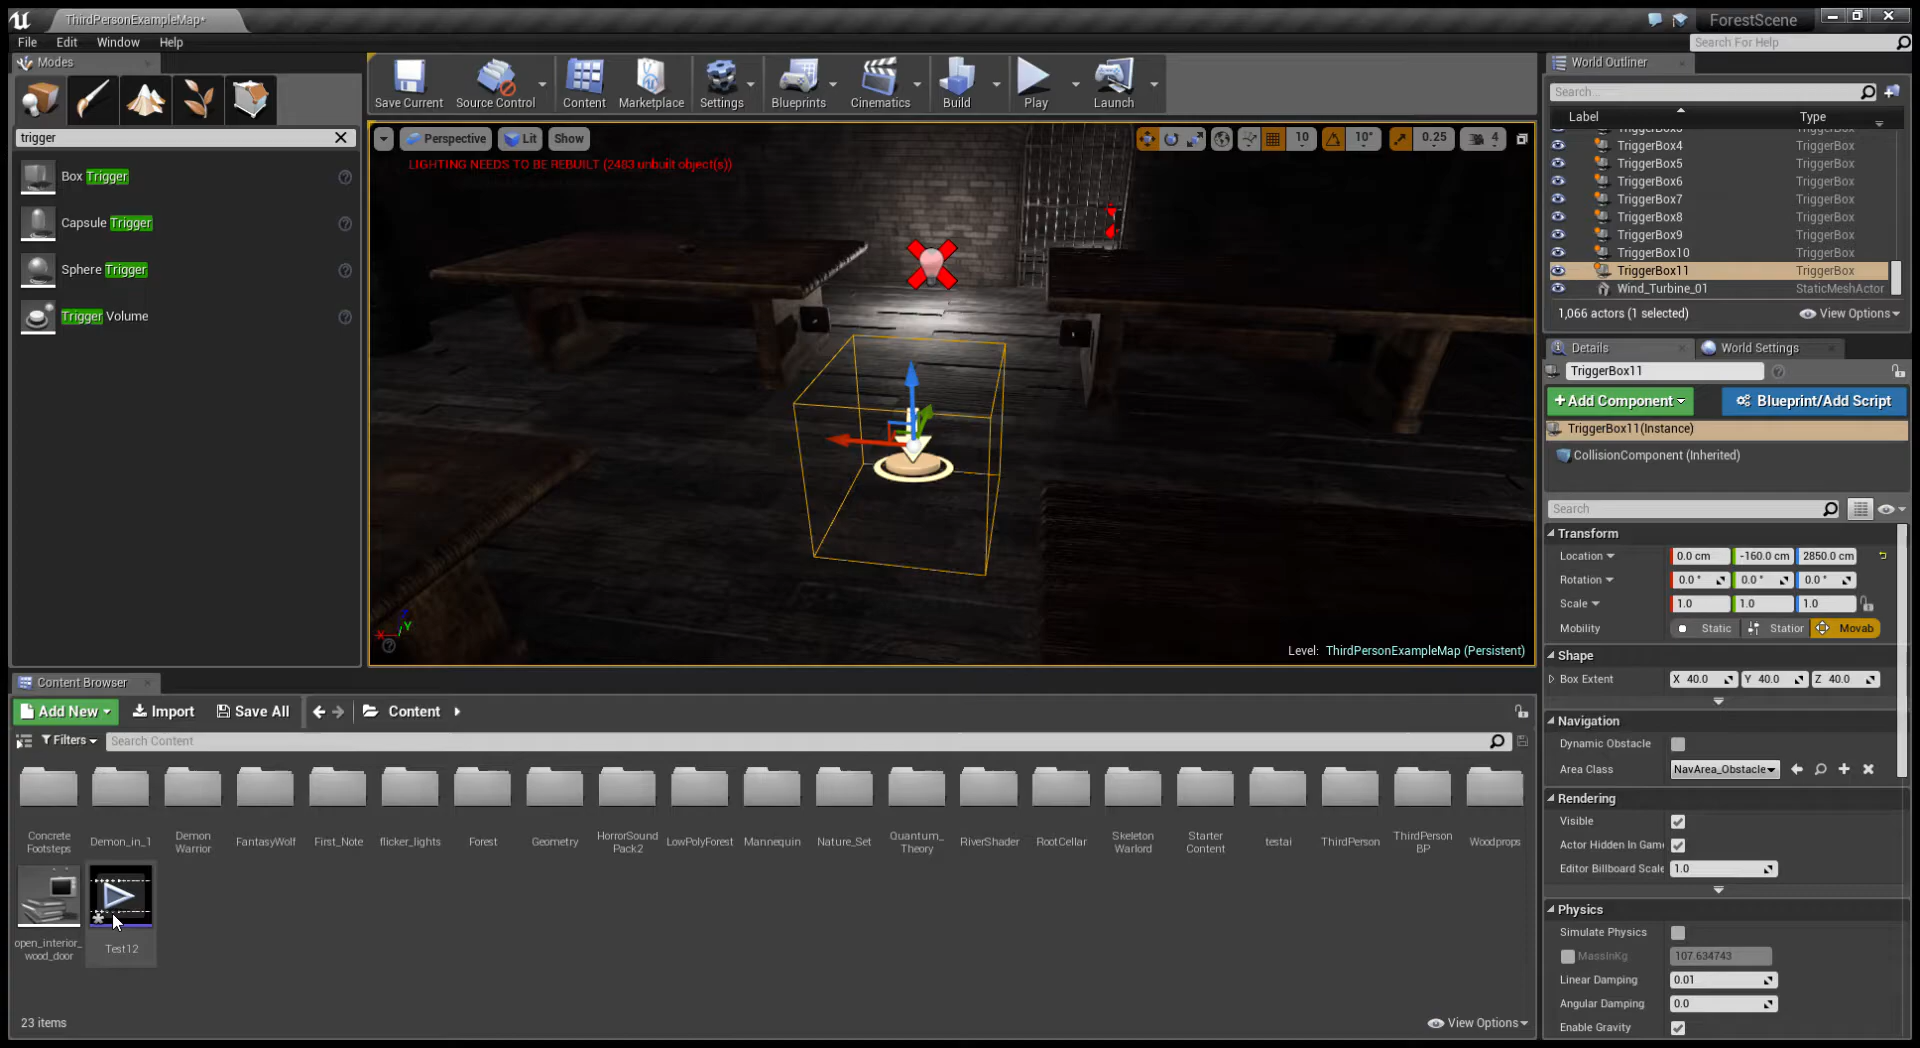 ThirdPersonExampleMap*
ForestScene
File Edit Window Help
Search For Help
Modes
trigger
Box Trigger
Capsule Trigger
Sphere Trigger
Trigger Volume
Save Current
Source Control
Content
Marketplace
Settings
Blueprints
Cinematics
Build
Play
Launch
Perspective Lit Show
10 10° 0.25 4
LIGHTING NEEDS TO BE REBUILT (2483 unbuilt object(s))
Level: ThirdPersonExampleMap (Persistent)
World Outliner
Search...
Label Type
TriggerBox4 TriggerBox
TriggerBox5 TriggerBox
TriggerBox6 TriggerBox
TriggerBox7 TriggerBox
TriggerBox8 TriggerBox
TriggerBox9 TriggerBox
TriggerBox10 TriggerBox
TriggerBox11 TriggerBox
Wind_Turbine_01 StaticMeshActor
1,066 actors (1 selected) View Options
Details World Settings
TriggerBox11
+Add Component Blueprint/Add Script
TriggerBox11(Instance)
CollisionComponent (Inherited)
Search
Transform
Location 0.0 cm -160.0 cm 2850.0 cm
Rotation 0.0 ° 0.0 ° 0.0 °
Scale 1.0 1.0 1.0
Mobility Static Station Movab
Shape
Box Extent X 40.0 Y 40.0 Z 40.0
Navigation
Dynamic Obstacle
Area Class NavArea_Obstacle
Rendering
Visible
Actor Hidden In Game
Editor Billboard Scale 1.0
Physics
Simulate Physics
MassInKg 107.634743
Linear Damping 0.01
Angular Damping 0.0
Enable Gravity
Content Browser
Add New Import Save All Content
Filters Search Content
Concrete Footsteps
Demon_in_1
Demon Warrior
FantasyWolf
First_Note
flicker_lights
Forest
Geometry
HorrorSound Pack2
LowPolyForest
Mannequin
Nature_Set
Quantum_ Theory
RiverShader
RootCellar
Skeleton Warlord
Starter Content
testai
ThirdPerson
ThirdPerson BP
Woodprops
open_interior_ wood_door
Test12
23 items
View Options